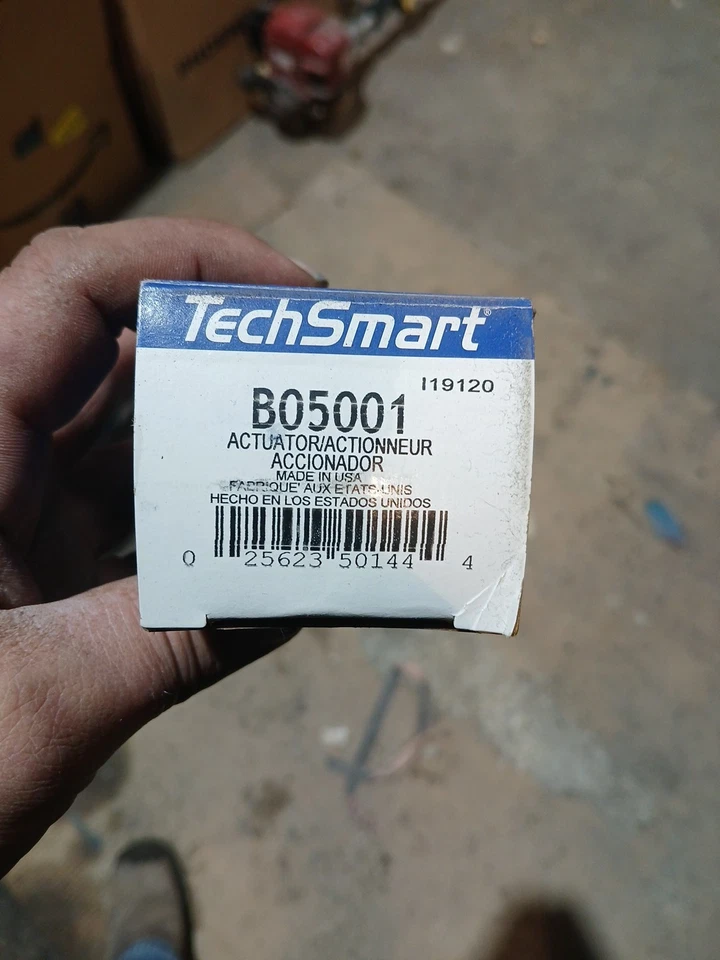 TechSmart®
I19120
B05001
ACTUATOR/ACTIONNEUR
ACCIONADOR
MADE IN USA
FABRIQUE' AUX ETATS-UNIS
HECHO EN LOS ESTADOS UNIDOS
0 25623 50144 4